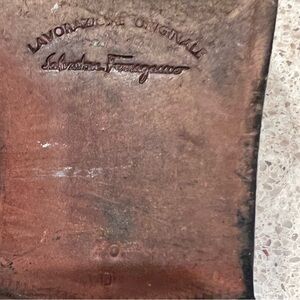 LAVORAZIONE ORIGINALE
Salvatore Ferragamo
D